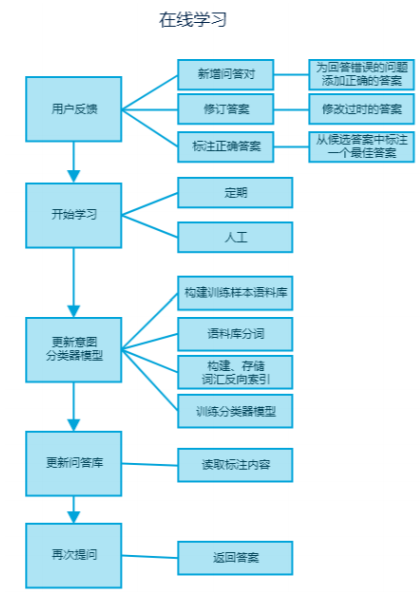 在线学习
用户反馈
新增问答对
为回答错误的问题
添加正确的答案
修订答案
修改过时的答案
标注正确答案
从候选答案中标注
一个最佳答案
开始学习
定期
人工
更新意图
分类器模型
构建训练样本语料库
语料库分词
构建、存储
词汇反向索引
训练分类器模型
更新问答库
读取标注内容
再次提问
返回答案